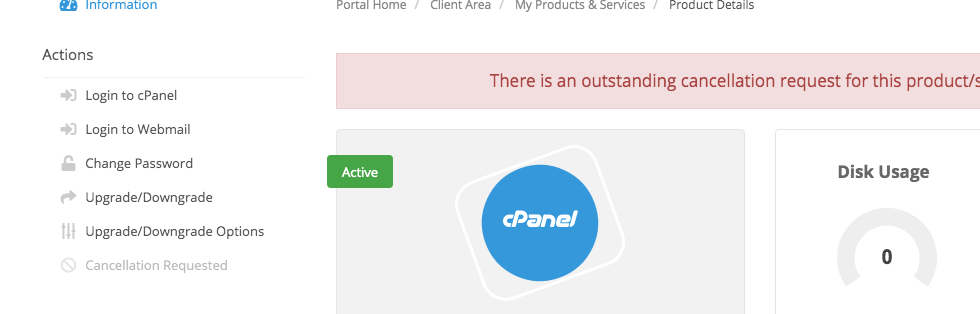 Information
Portal Home / Client Area / My Products & Services / Product Details
Actions
Login to cPanel
Login to Webmail
Change Password
Upgrade/Downgrade
Upgrade/Downgrade Options
Cancellation Requested
There is an outstanding cancellation request for this product/s
Active
cPanel
Disk Usage
0